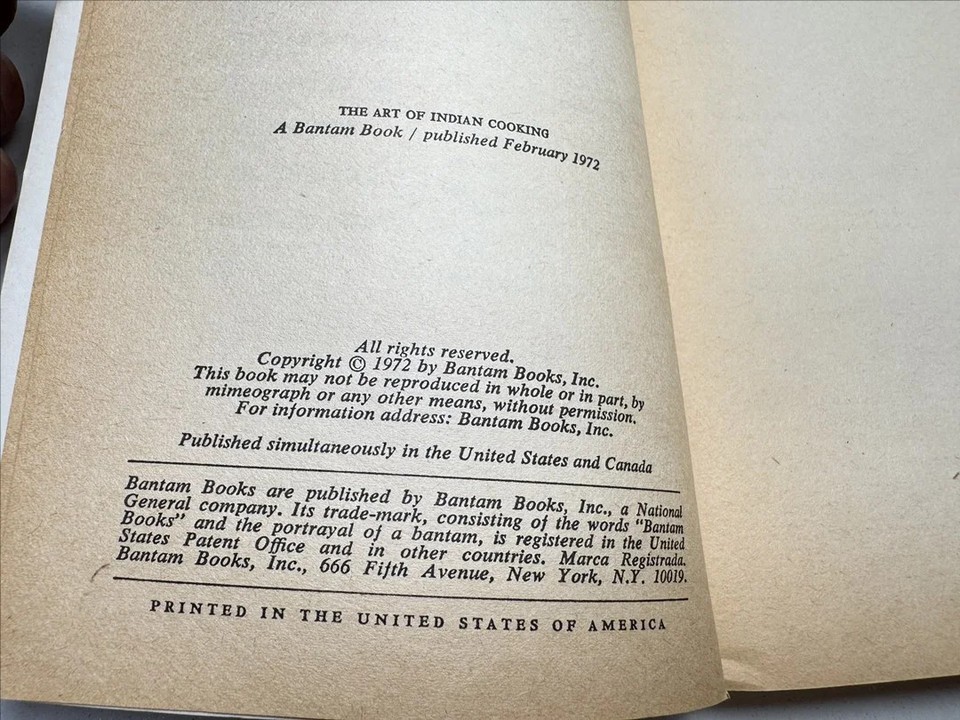 THE ART OF INDIAN COOKING
A Bantam Book / published February 1972
All rights reserved.
Copyright © 1972 by Bantam Books, Inc.
This book may not be reproduced in whole or in part, by
mimeograph or any other means, without permission.
For information address: Bantam Books, Inc.
Published simultaneously in the United States and Canada
Bantam Books are published by Bantam Books, Inc., a National
General company. Its trade-mark, consisting of the words "Bantam
Books" and the portrayal of a bantam, is registered in the United
States Patent Office and in other countries. Marca Registrada.
Bantam Books, Inc., 666 Fifth Avenue, New York, N.Y. 10019.
PRINTED IN THE UNITED STATES OF AMERICA